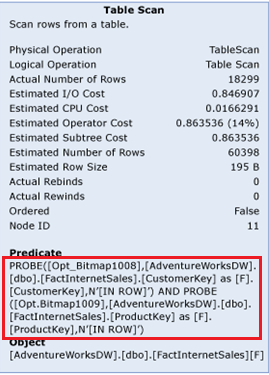 Table Scan
Scan rows from a table.
Physical Operation TableScan
Logical Operation Table Scan
Actual Number of Rows 18299
Estimated I/O Cost 0.846907
Estimated CPU Cost 0.0166291
Estimated Operator Cost 0.863536 (14%)
Estimated Subtree Cost 0.863536
Estimated Number of Rows 60398
Estimated Row Size 195 B
Actual Rebinds 0
Actual Rewinds 0
Ordered False
Node ID 11
Predicate
PROBE([Opt_Bitmap1008],[AdventureWorksDW].
[dbo].[FactInternetSales].[CustomerKey] as [F].
[CustomerKey],N'[IN ROW]') AND PROBE
([Opt.Bitmap1009],[AdventureWorksDW].[dbo].
[FactInternetSales].[ProductKey] as [F].
[ProductKey],N'[IN ROW]')
Object
[AdventureWorksDW].[dbo].[FactInternetSales][F]